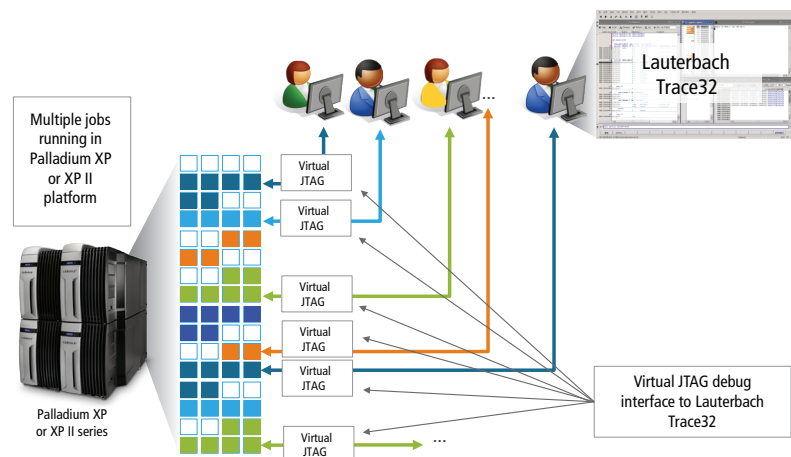 Lauterbach
Trace32
...
Multiple jobs
running in
Palladium XP
or XP II
platform
Virtual
JTAG
Virtual
JTAG
Virtual
JTAG
Virtual
JTAG
Virtual
JTAG
Virtual JTAG debug
interface to Lauterbach
Trace32
Palladium XP
or XP II series
Virtual
JTAG
...